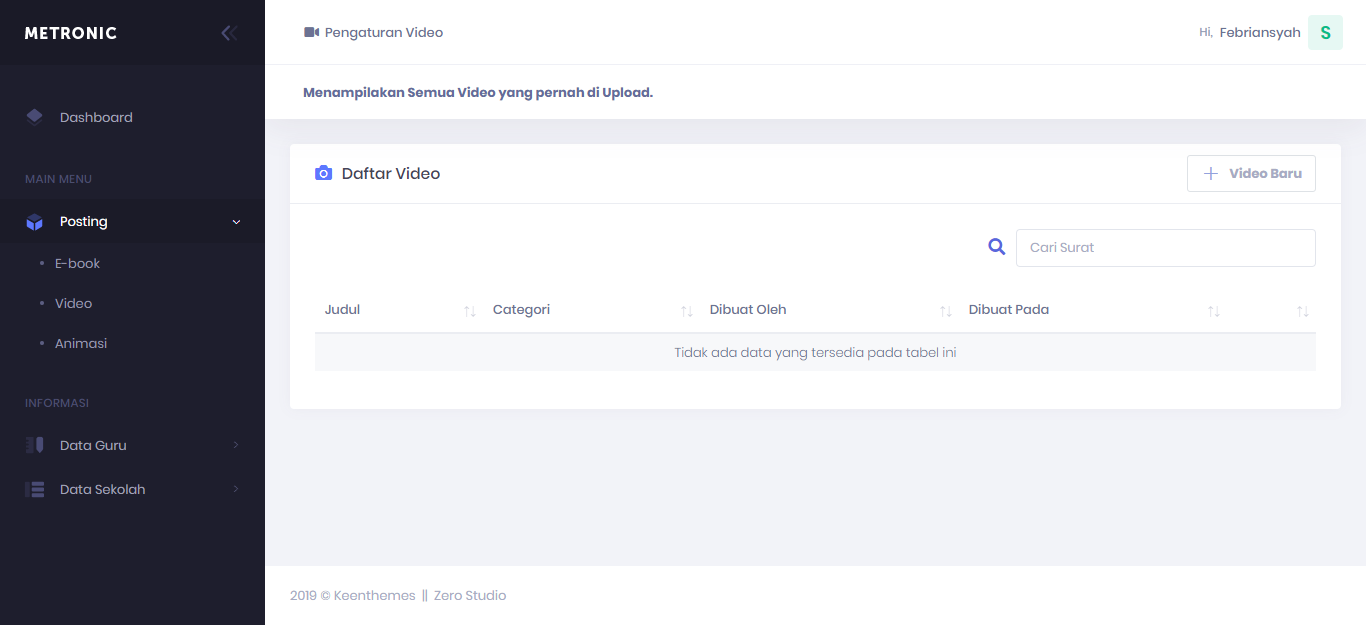 METRONIC
Pengaturan Video
Hi, Febriansyah S
Menampilakan Semua Video yang pernah di Upload.
Dashboard
MAIN MENU
Posting
E-book
Video
Animasi
INFORMASI
Data Guru
Data Sekolah
Daftar Video
Video Baru
Cari Surat
Judul Categori Dibuat Oleh Dibuat Pada
Tidak ada data yang tersedia pada tabel ini
2019 © Keenthemes || Zero Studio